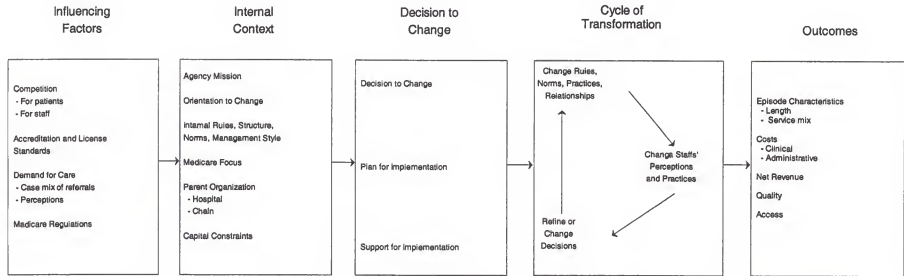 Influencing
Factors
Internal
Context
Decision to
Change
Cycle of
Transformation
Outcomes
Competition
- For patients
- For staff
Accreditation and License
Standards
Demand for Care
- Case mix of referrals
- Perceptions
Medicare Regulations
Agency Mission
Orientation to Change
Internal Rules, Structure,
Norms, Management Style
Medicare Focus
Parent Organization
- Hospital
- Chain
Capital Constraints
Decision to Change
Plan for Implementation
Support for Implementation
Change Rules,
Norms, Practices,
Relationships
Change Staffs'
Perceptions
and Practices
Refine or
Change
Decisions
Episode Characteristics
- Length
- Service mix
Costs
- Clinical
- Administrative
Net Revenue
Quality
Access